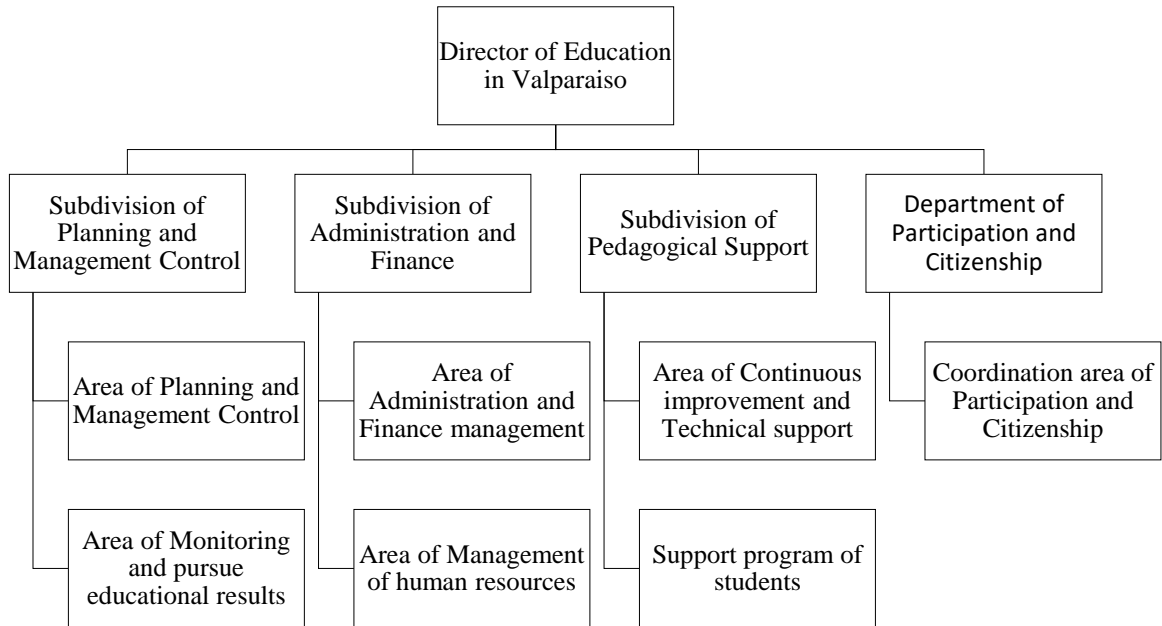 Director of Education
in Valparaiso
Subdivision of
Planning and
Management Control
Subdivision of
Administration and
Finance
Subdivision of
Pedagogical Support
Department of
Participation and
Citizenship
Area of Planning and
Management Control
Area of
Administration and
Finance management
Area of Continuous
improvement and
Technical support
Coordination area of
Participation and
Citizenship
Area of Monitoring
and pursue
educational results
Area of Management
of human resources
Support program of
students